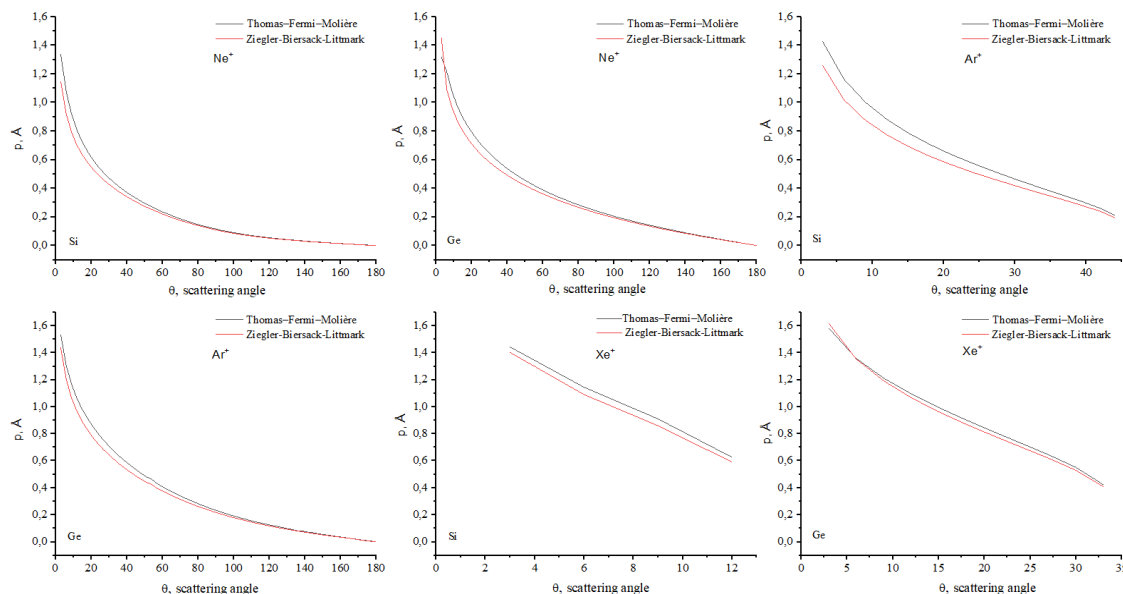 1,6
1,4
1,2
1,0
0,8
0,6
0,4
0,2
0,0
p, Å
Thomas–Fermi–Molière
Ziegler-Biersack-Littmark
Ne+
Si
0 20 40 60 80 100 120 140 160 180
θ, scattering angle
1,6
1,4
1,2
1,0
0,8
0,6
0,4
0,2
0,0
p, Å
Thomas–Fermi–Molière
Ziegler-Biersack-Littmark
Ne+
Ge
0 20 40 60 80 100 120 140 160 180
θ, scattering angle
1,6
1,4
1,2
1,0
0,8
0,6
0,4
0,2
0,0
p, Å
Thomas–Fermi–Molière
Ziegler-Biersack-Littmark
Ar+
Si
0 10 20 30 40
θ, scattering angle
1,6
1,4
1,2
1,0
0,8
0,6
0,4
0,2
0,0
p, Å
Thomas–Fermi–Molière
Ziegler-Biersack-Littmark
Ar+
Ge
0 20 40 60 80 100 120 140 160 180
θ, scattering angle
1,6
1,4
1,2
1,0
0,8
0,6
0,4
0,2
0,0
p, Å
Thomas–Fermi–Molière
Ziegler-Biersack-Littmark
Xe+
Si
0 2 4 6 8 10 12
θ, scattering angle
1,6
1,4
1,2
1,0
0,8
0,6
0,4
0,2
0,0
p, Å
Thomas–Fermi–Molière
Ziegler-Biersack-Littmark
Xe+
Ge
0 5 10 15 20 25 30 35
θ, scattering angle